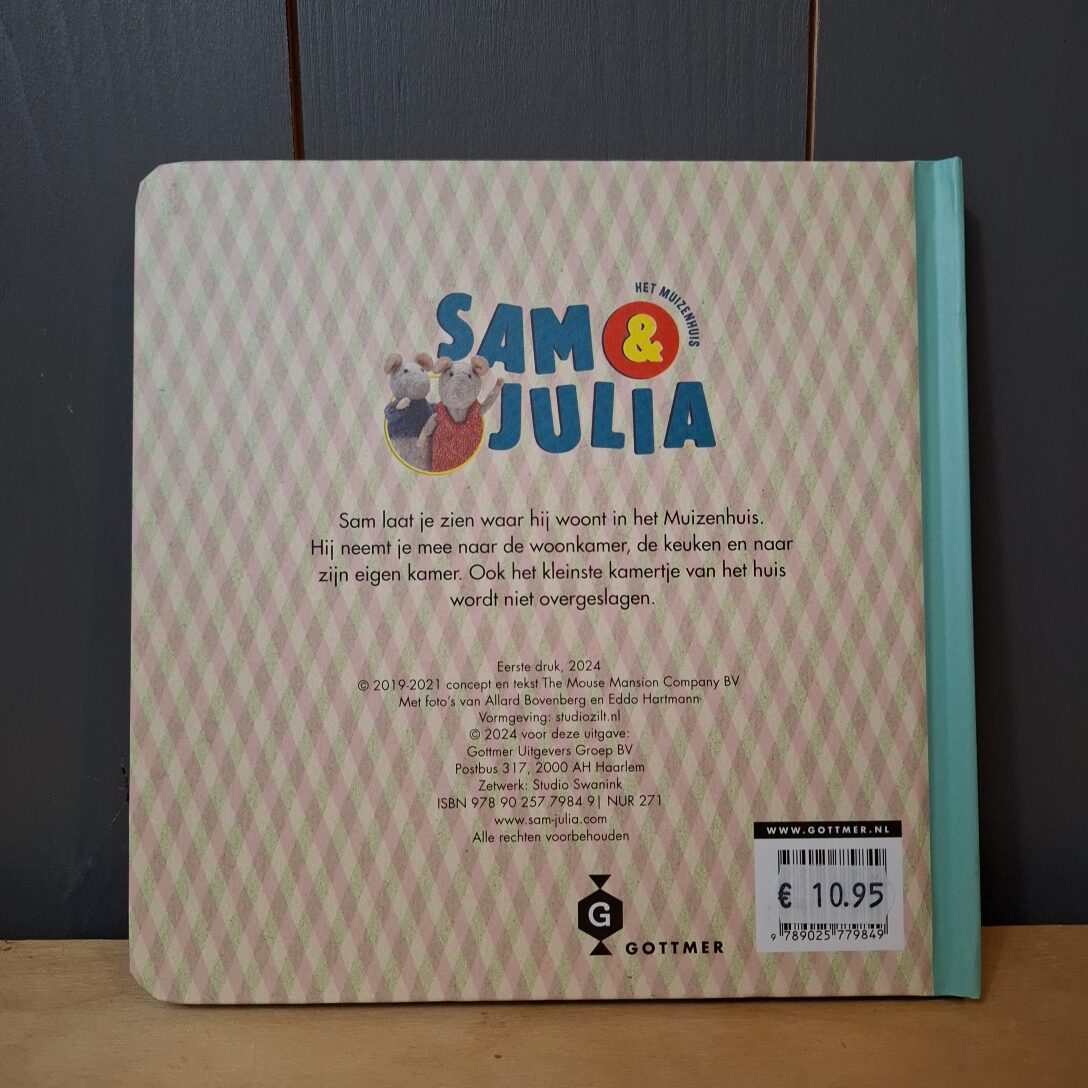 HET MUIZENHUIS
SAM &
JULIA
Sam laat je zien waar hij woont in het Muizenhuis.
Hij neemt je mee naar de woonkamer, de keuken en naar
zijn eigen kamer. Ook het kleinste kamertje van het huis
wordt niet overgeslagen.
Eerste druk, 2024
© 2019-2021 concept en tekst The Mouse Mansion Company BV
Met foto's van Allard Bovenberg en Eddo Hartmann
Vormgeving: studiozilt.nl
© 2024 voor deze uitgave:
Gottmer Uitgevers Groep BV
Postbus 317, 2000 AH Haarlem
Zetwerk: Studio Swanink
ISBN 978 90 257 7984 9| NUR 271
www.sam-julia.com
Alle rechten voorbehouden
G
GOTTMER
WWW.GOTTMER.NL
€ 10.95
9 789025 779849